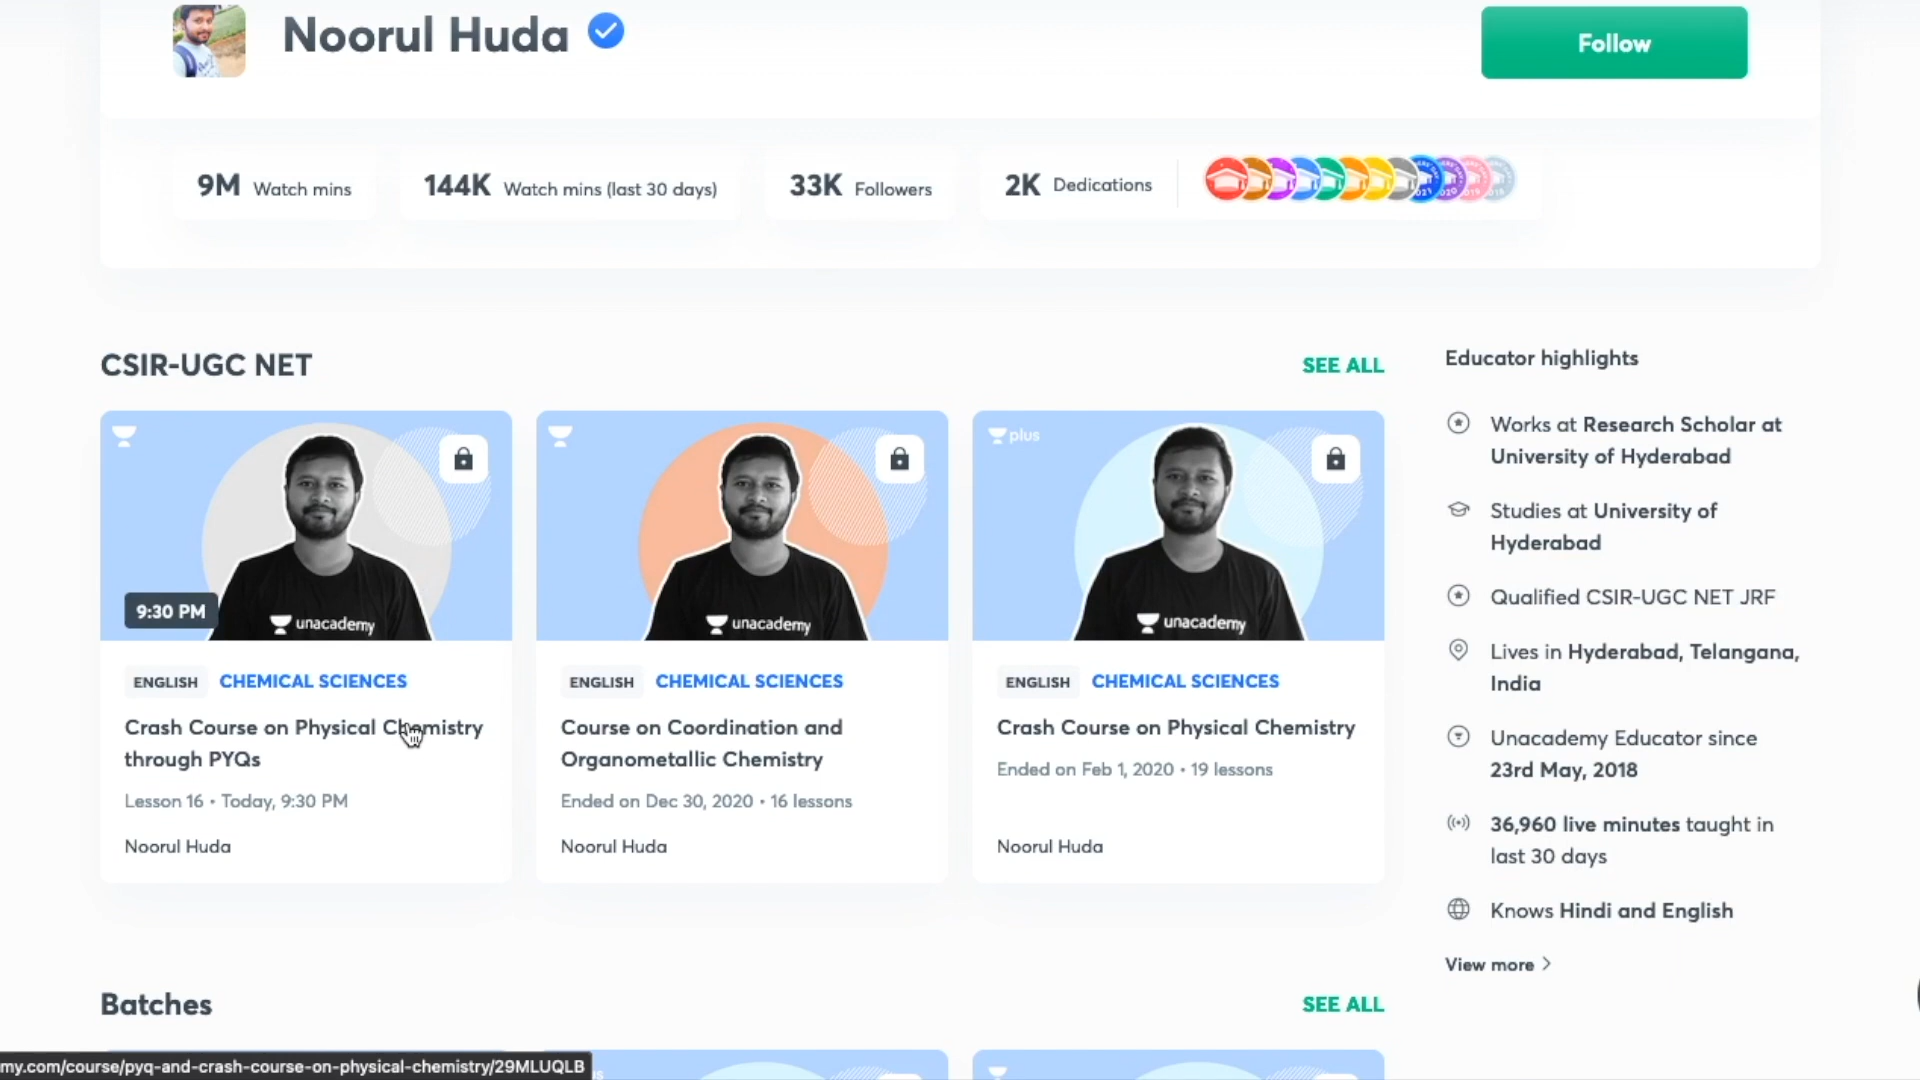 Noorul Huda
Follow
9M Watch mins
144K Watch mins (last 30 days)
33K Followers
2K Dedications
CSIR-UGC NET
SEE ALL
plus
9:30 PM
unacademy
unacademy
unacademy
ENGLISH CHEMICAL SCIENCES
Crash Course on Physical Chemistry
through PYQs
Lesson 16 • Today, 9:30 PM
Noorul Huda
ENGLISH CHEMICAL SCIENCES
Course on Coordination and
Organometallic Chemistry
Ended on Dec 30, 2020 • 16 lessons
Noorul Huda
ENGLISH CHEMICAL SCIENCES
Crash Course on Physical Chemistry
Ended on Feb 1, 2020 • 19 lessons
Noorul Huda
Educator highlights
Works at Research Scholar at
University of Hyderabad
Studies at University of
Hyderabad
Qualified CSIR-UGC NET JRF
Lives in Hyderabad, Telangana,
India
Unacademy Educator since
23rd May, 2018
36,960 live minutes taught in
last 30 days
Knows Hindi and English
View more
Batches
SEE ALL
my.com/course/pyq-and-crash-course-on-physical-chemistry/29MLUQLB